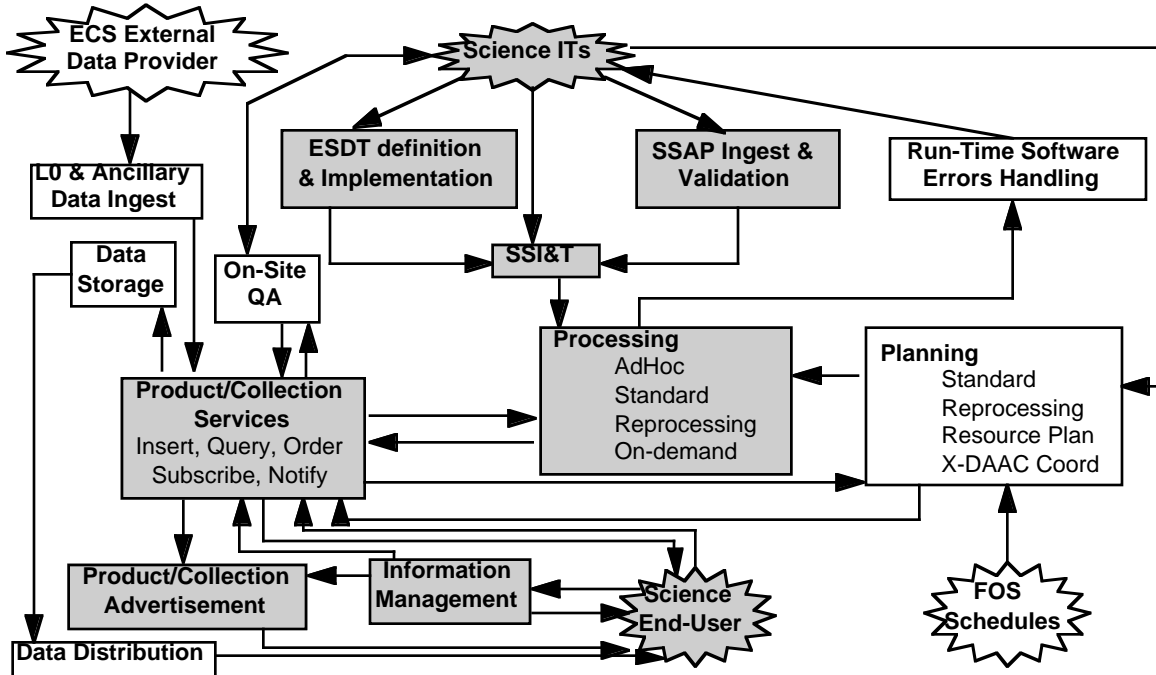 ECS External
Data Provider
Science ITs
ESDT definition
& Implementation
SSAP Ingest &
Validation
Run-Time Software
Errors Handling
L0 & Ancillary
Data Ingest
Data
Storage
On-Site
QA
SSI&T
Processing
AdHoc
Standard
Reprocessing
On-demand
Planning
Standard
Reprocessing
Resource Plan
X-DAAC Coord
Product/Collection
Services
Insert, Query, Order
Subscribe, Notify
Product/Collection
Advertisement
Information
Management
Science
End-User
FOS
Schedules
Data Distribution